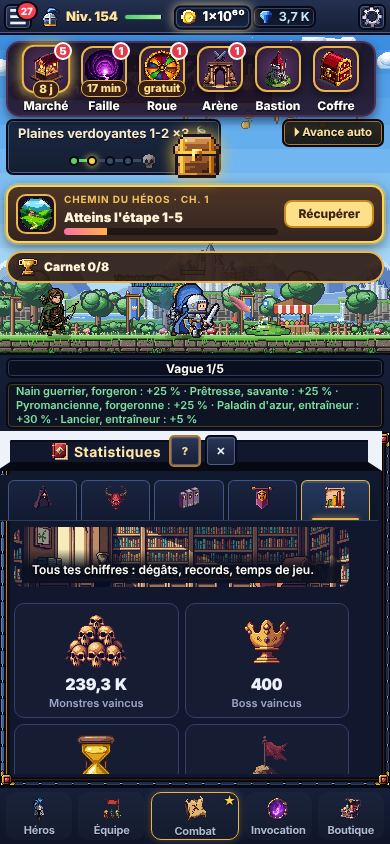 27
Niv. 154
1×10⁶⁰
3,7 K
5
1
1
1
8 j
17 min
gratuit
Marché
Faille
Roue
Arène
Bastion
Coffre
Plaines verdoyantes 1-2 ×3
Avance auto
CHEMIN DU HÉROS · CH. 1
Atteins l'étape 1-5
Récupérer
Carnet 0/8
Vague 1/5
Nain guerrier, forgeron : +25 % · Prêtresse, savante : +25 % ·
Pyromancienne, forgeronne : +25 % · Paladin d'azur, entraîneur :
+30 % · Lancier, entraîneur : +5 %
Statistiques
?
×
Tous tes chiffres : dégâts, records, temps de jeu.
239,3 K
Monstres vaincus
400
Boss vaincus
Héros
Équipe
Combat
Invocation
Boutique